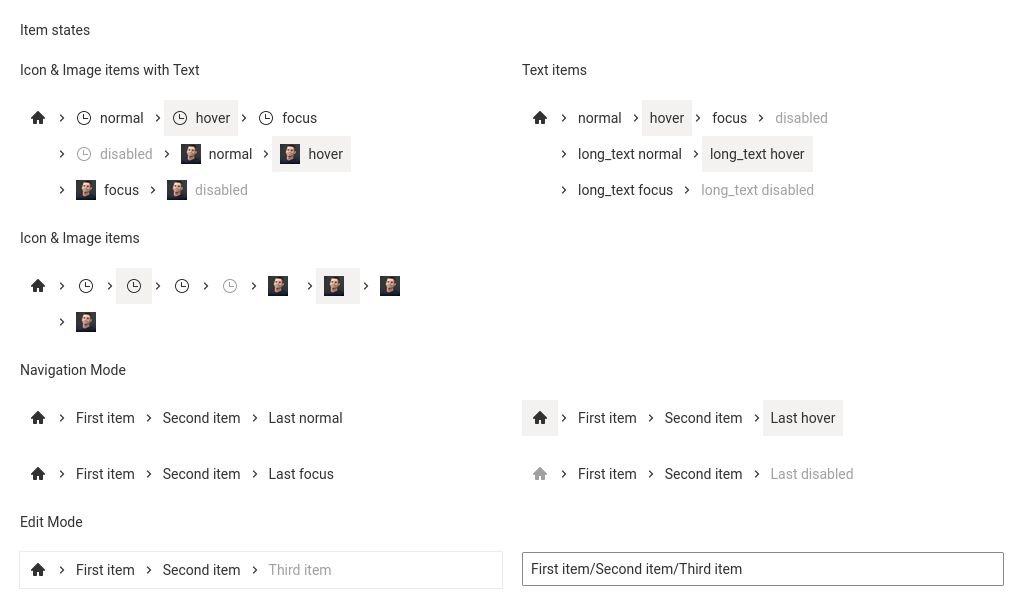 Item states
Icon & Image items with Text
normal hover focus
disabled normal hover
focus disabled
Text items
normal hover focus disabled
long_text normal long_text hover
long_text focus long_text disabled
Icon & Image items
Navigation Mode
First item Second item Last normal
First item Second item Last hover
First item Second item Last focus
First item Second item Last disabled
Edit Mode
First item Second item Third item
First item/Second item/Third item